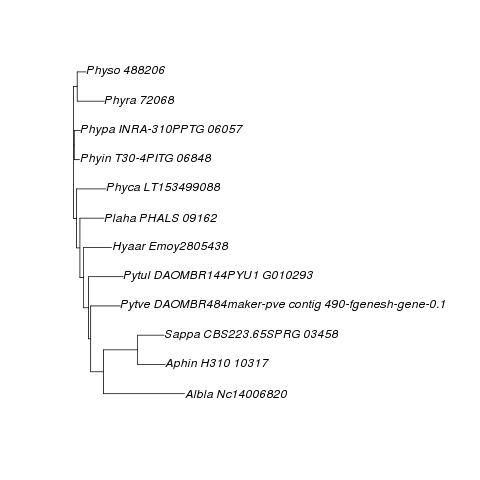 Physo 488206
Phyra 72068
Phypa INRA-310PPTG 06057
Phyin T30-4PITG 06848
Phyca LT153499088
Plaha PHALS 09162
Hyaar Emoy2805438
Pytul DAOMBR144PYU1 G010293
Pytve DAOMBR484maker-pve contig 490-fgenesh-gene-0.1
Sappa CBS223.65SPRG 03458
Aphin H310 10317
Albla Nc14006820